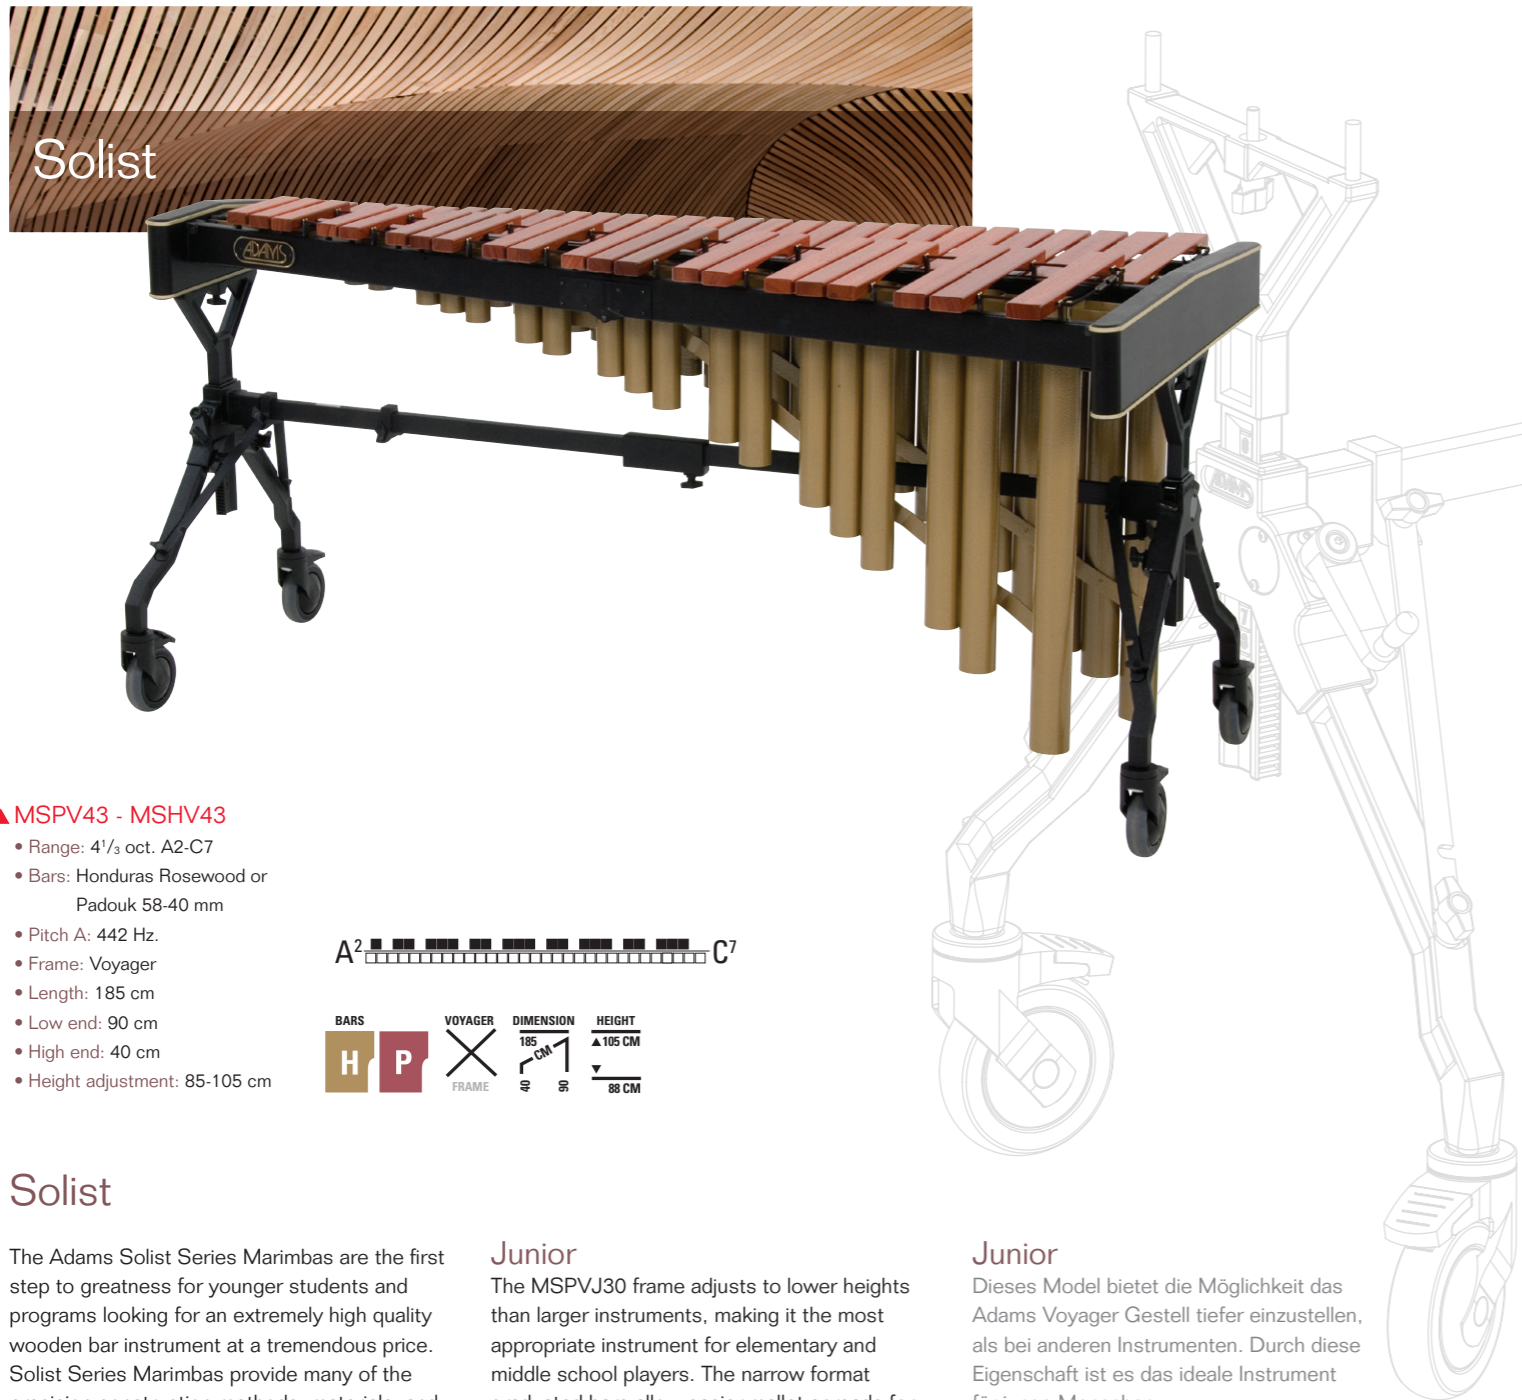 Solist
ADAMS
ADAMS
MSPV43 - MSHV43
• Range: 4 1/3 oct. A2-C7
• Bars: Honduras Rosewood or
Padouk 58-40 mm
• Pitch A: 442 Hz.
• Frame: Voyager
• Length: 185 cm
• Low end: 90 cm
• High end: 40 cm
• Height adjustment: 85-105 cm
A2 C7
BARS
H P
VOYAGER
FRAME
DIMENSION
185
CM
40 90
HEIGHT
▲105 CM
▼
88 CM
Solist
The Adams Solist Series Marimbas are the first
step to greatness for younger students and
programs looking for an extremely high quality
wooden bar instrument at a tremendous price.
Solist Series Marimbas provide many of the
Junior
The MSPVJ30 frame adjusts to lower heights
than larger instruments, making it the most
appropriate instrument for elementary and
middle school players. The narrow format
Junior
Dieses Model bietet die Möglichkeit das
Adams Voyager Gestell tiefer einzustellen,
als bei anderen Instrumenten. Durch diese
Eigenschaft ist es das ideale Instrument